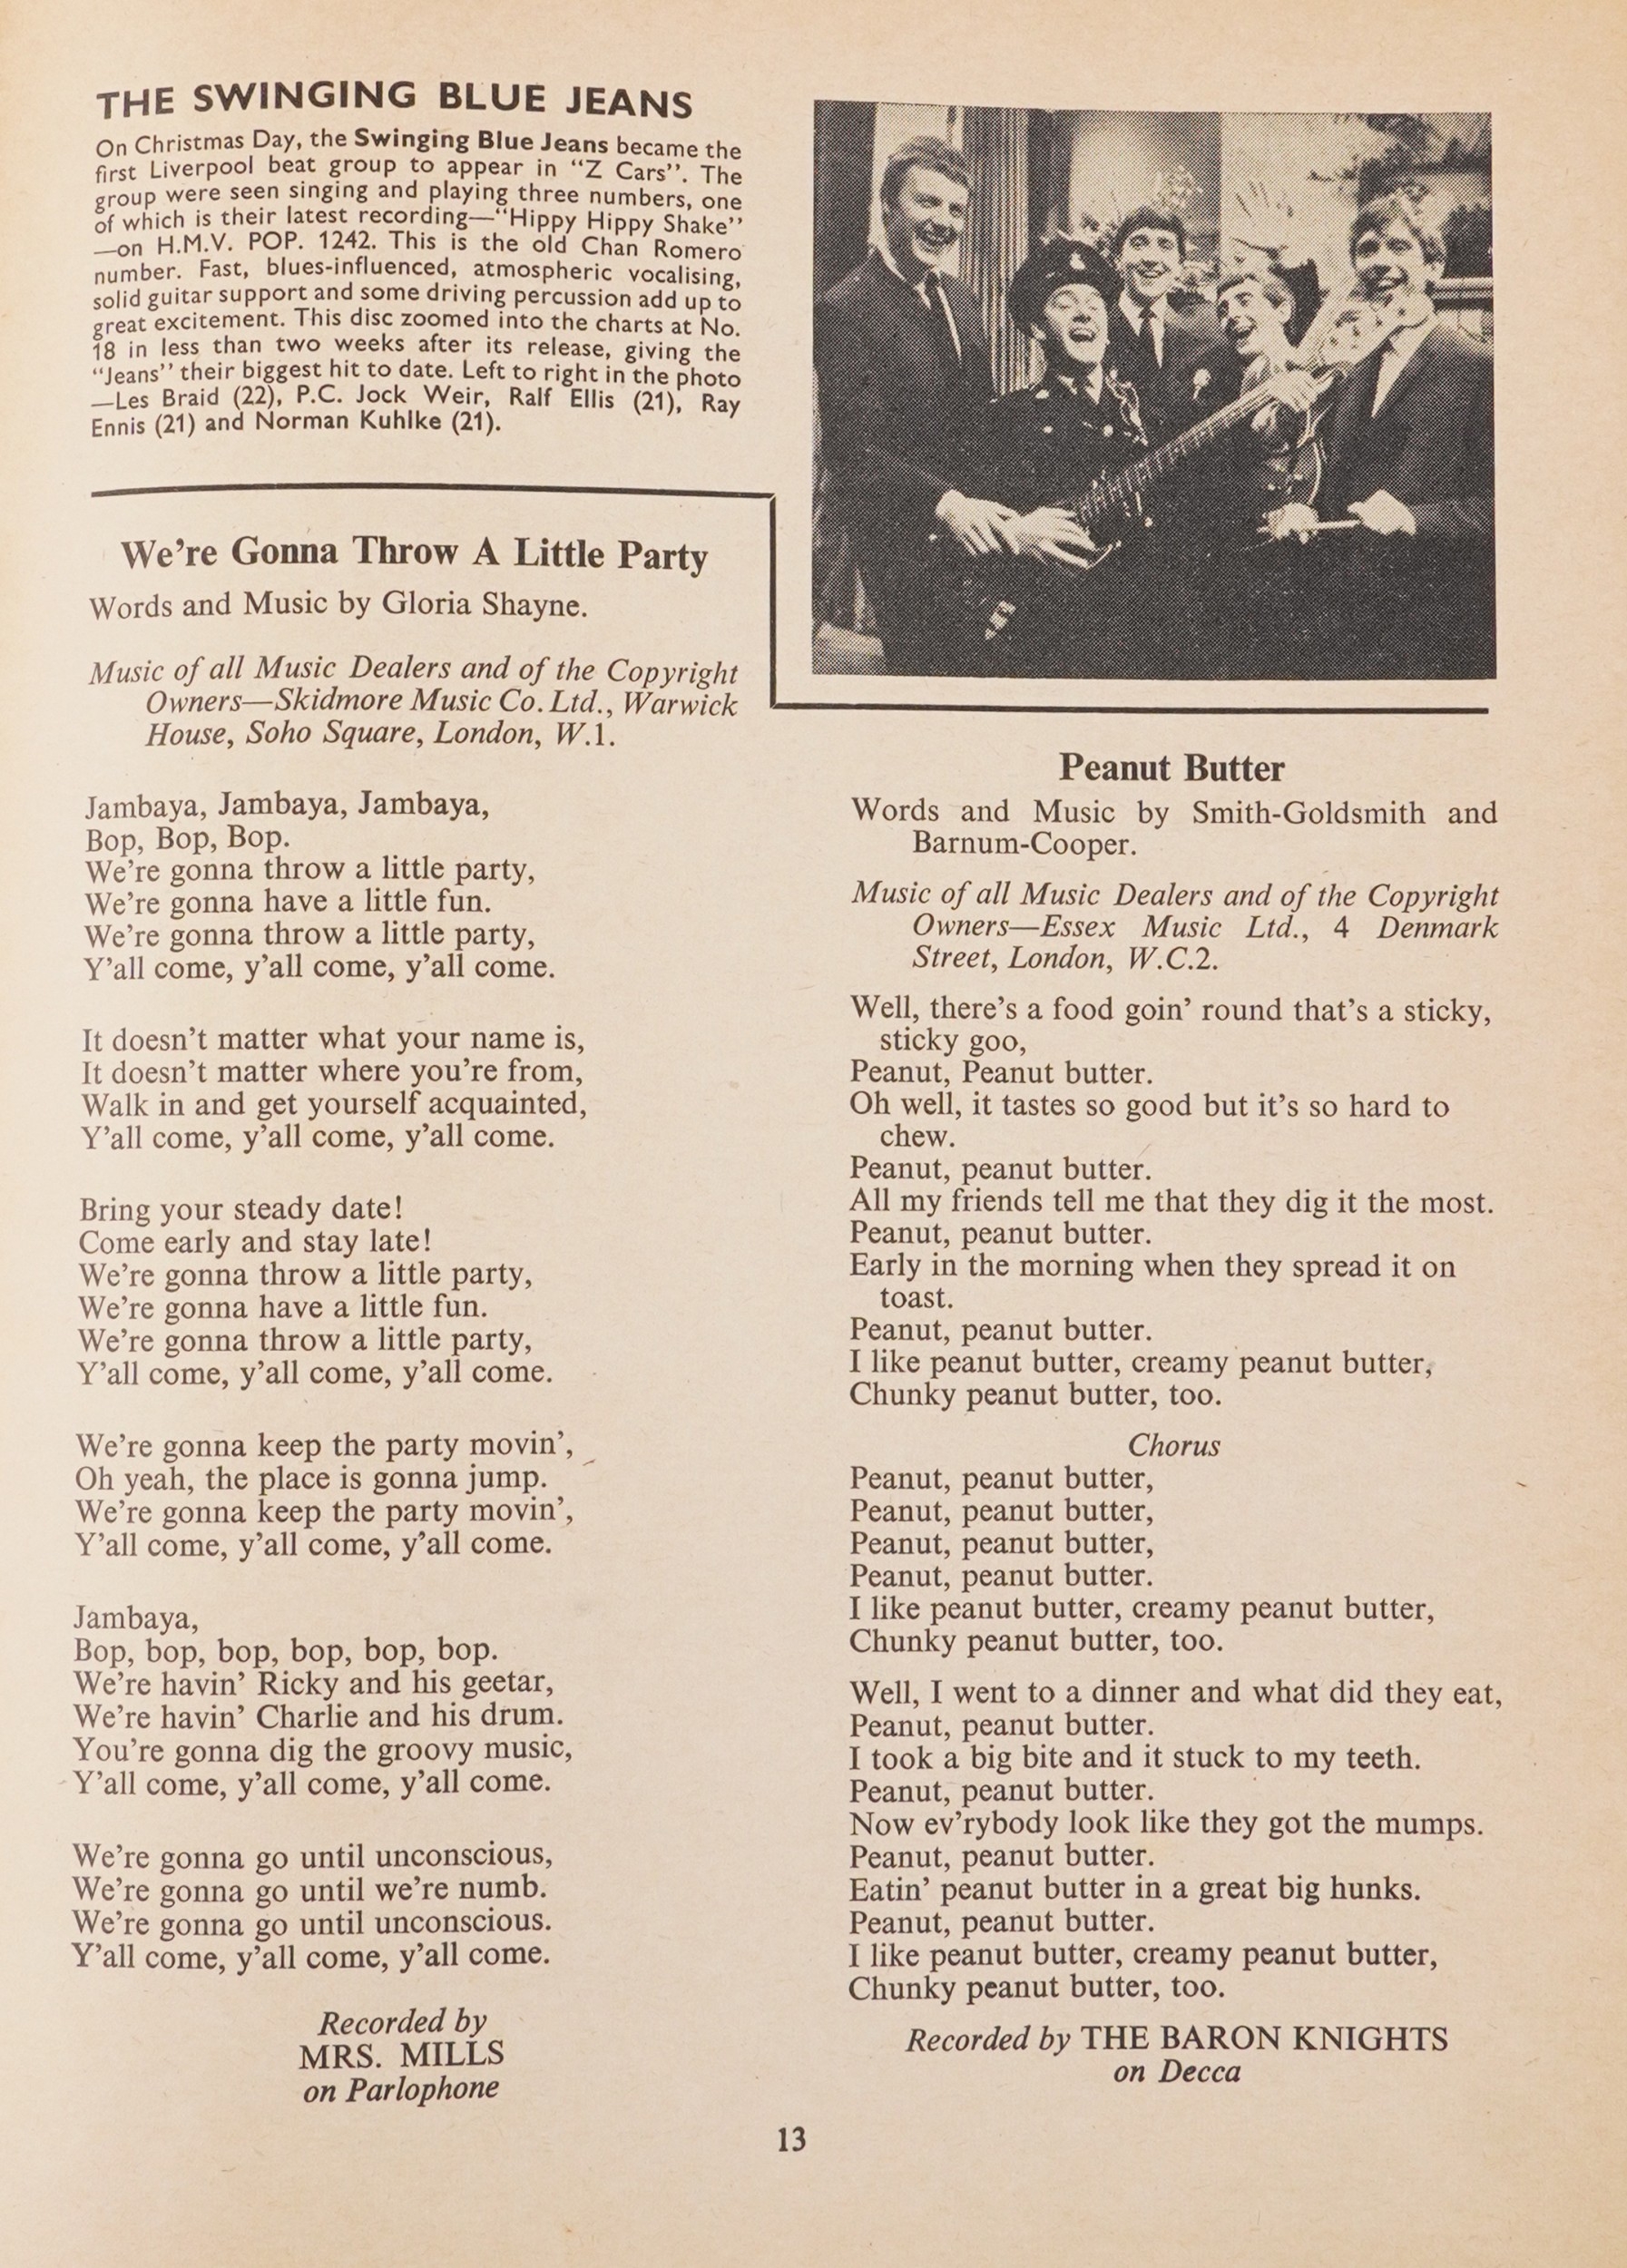 THE SWINGING BLUE JEANS
On Christmas Day, the Swinging Blue Jeans became the
first Liverpool beat group to appear in “Z Cars”. The
group were seen singing and playing three numbers, one
of which is their latest recording—“Hippy Hippy Shake”
—on H.M.V. POP. 1242. This is the old Chan Romero
number. Fast, blues-influenced, atmospheric vocalising,
solid guitar support and some driving percussion add up to
great excitement. This disc zoomed into the charts at No.
18 in less than two weeks after its release, giving the
“Jeans” their biggest hit to date. Left to right in the photo
—Les Braid (22), P.C. Jock Weir, Ralf Ellis (21), Ray
Ennis (21) and Norman Kuhlke (21).
We’re Gonna Throw A Little Party
Words and Music by Gloria Shayne.
Music of all Music Dealers and of the Copyright
Owners—Skidmore Music Co. Ltd., Warwick
House, Soho Square, London, W.1.
Jambaya, Jambaya, Jambaya,
Bop, Bop, Bop.
We’re gonna throw a little party,
We’re gonna have a little fun.
We’re gonna throw a little party,
Y’all come, y’all come, y’all come.
It doesn’t matter what your name is,
It doesn’t matter where you’re from,
Walk in and get yourself acquainted,
Y’all come, y’all come, y’all come.
Bring your steady date!
Come early and stay late!
We’re gonna throw a little party,
We’re gonna have a little fun.
We’re gonna throw a little party,
Y’all come, y’all come, y’all come.
We’re gonna keep the party movin’,
Oh yeah, the place is gonna jump.
We’re gonna keep the party movin’,
Y’all come, y’all come, y’all come.
Jambaya,
Bop, bop, bop, bop, bop, bop.
We’re havin’ Ricky and his geetar,
We’re havin’ Charlie and his drum.
You’re gonna dig the groovy music,
Y’all come, y’all come, y’all come.
We’re gonna go until unconscious,
We’re gonna go until we’re numb.
We’re gonna go until unconscious.
Y’all come, y’all come, y’all come.
Recorded by
MRS. MILLS
on Parlophone
Peanut Butter
Words and Music by Smith-Goldsmith and
Barnum-Cooper.
Music of all Music Dealers and of the Copyright
Owners—Essex Music Ltd., 4 Denmark
Street, London, W.C.2.
Well, there’s a food goin’ round that’s a sticky,
sticky goo,
Peanut, Peanut butter.
Oh well, it tastes so good but it’s so hard to
chew.
Peanut, peanut butter.
All my friends tell me that they dig it the most.
Peanut, peanut butter.
Early in the morning when they spread it on
toast.
Peanut, peanut butter.
I like peanut butter, creamy peanut butter,
Chunky peanut butter, too.
Chorus
Peanut, peanut butter,
Peanut, peanut butter,
Peanut, peanut butter,
Peanut, peanut butter.
I like peanut butter, creamy peanut butter,
Chunky peanut butter, too.
Well, I went to a dinner and what did they eat,
Peanut, peanut butter.
I took a big bite and it stuck to my teeth.
Peanut, peanut butter.
Now ev’rybody look like they got the mumps.
Peanut, peanut butter.
Eatin’ peanut butter in a great big hunks.
Peanut, peanut butter.
I like peanut butter, creamy peanut butter,
Chunky peanut butter, too.
Recorded by THE BARON KNIGHTS
on Decca
13